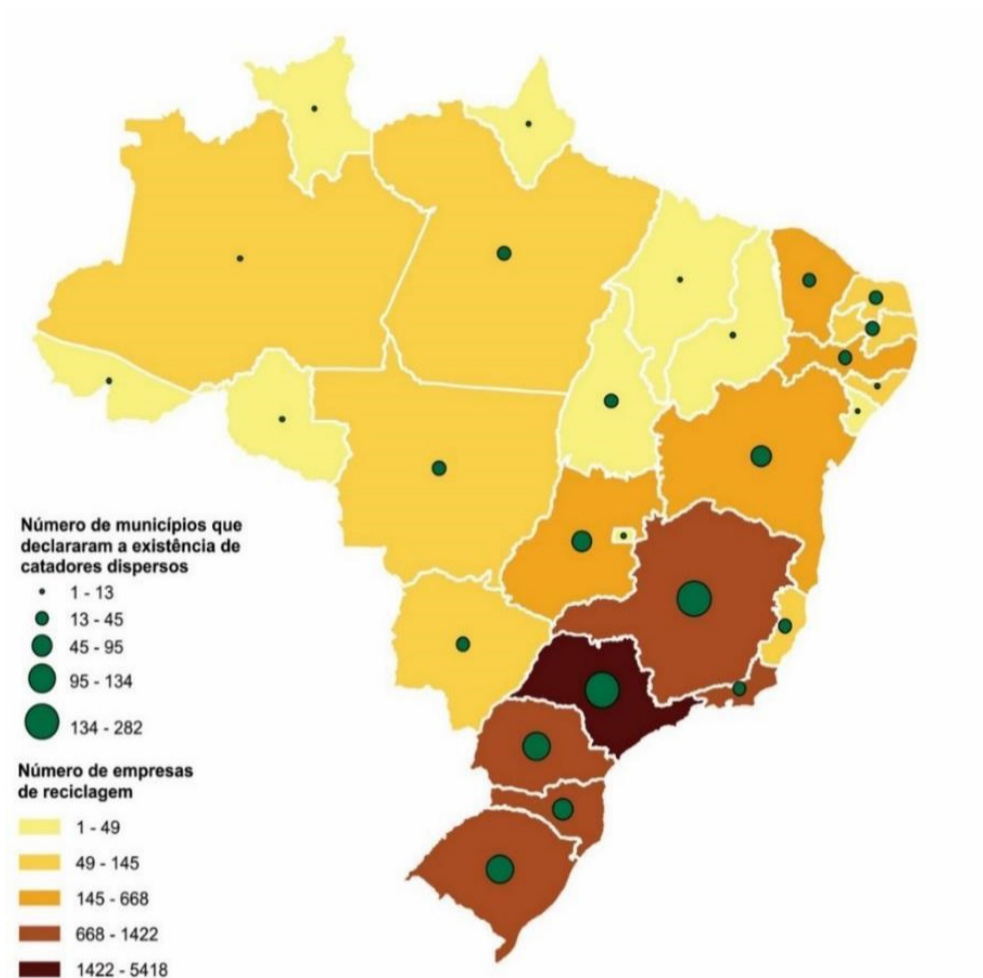 Número de municípios que
declararam a existência de
catadores dispersos
1 - 13
13 - 45
45 - 95
95 - 134
134 - 282
Número de empresas
de reciclagem
1 - 49
49 - 145
145 - 668
668 - 1422
1422 - 5418